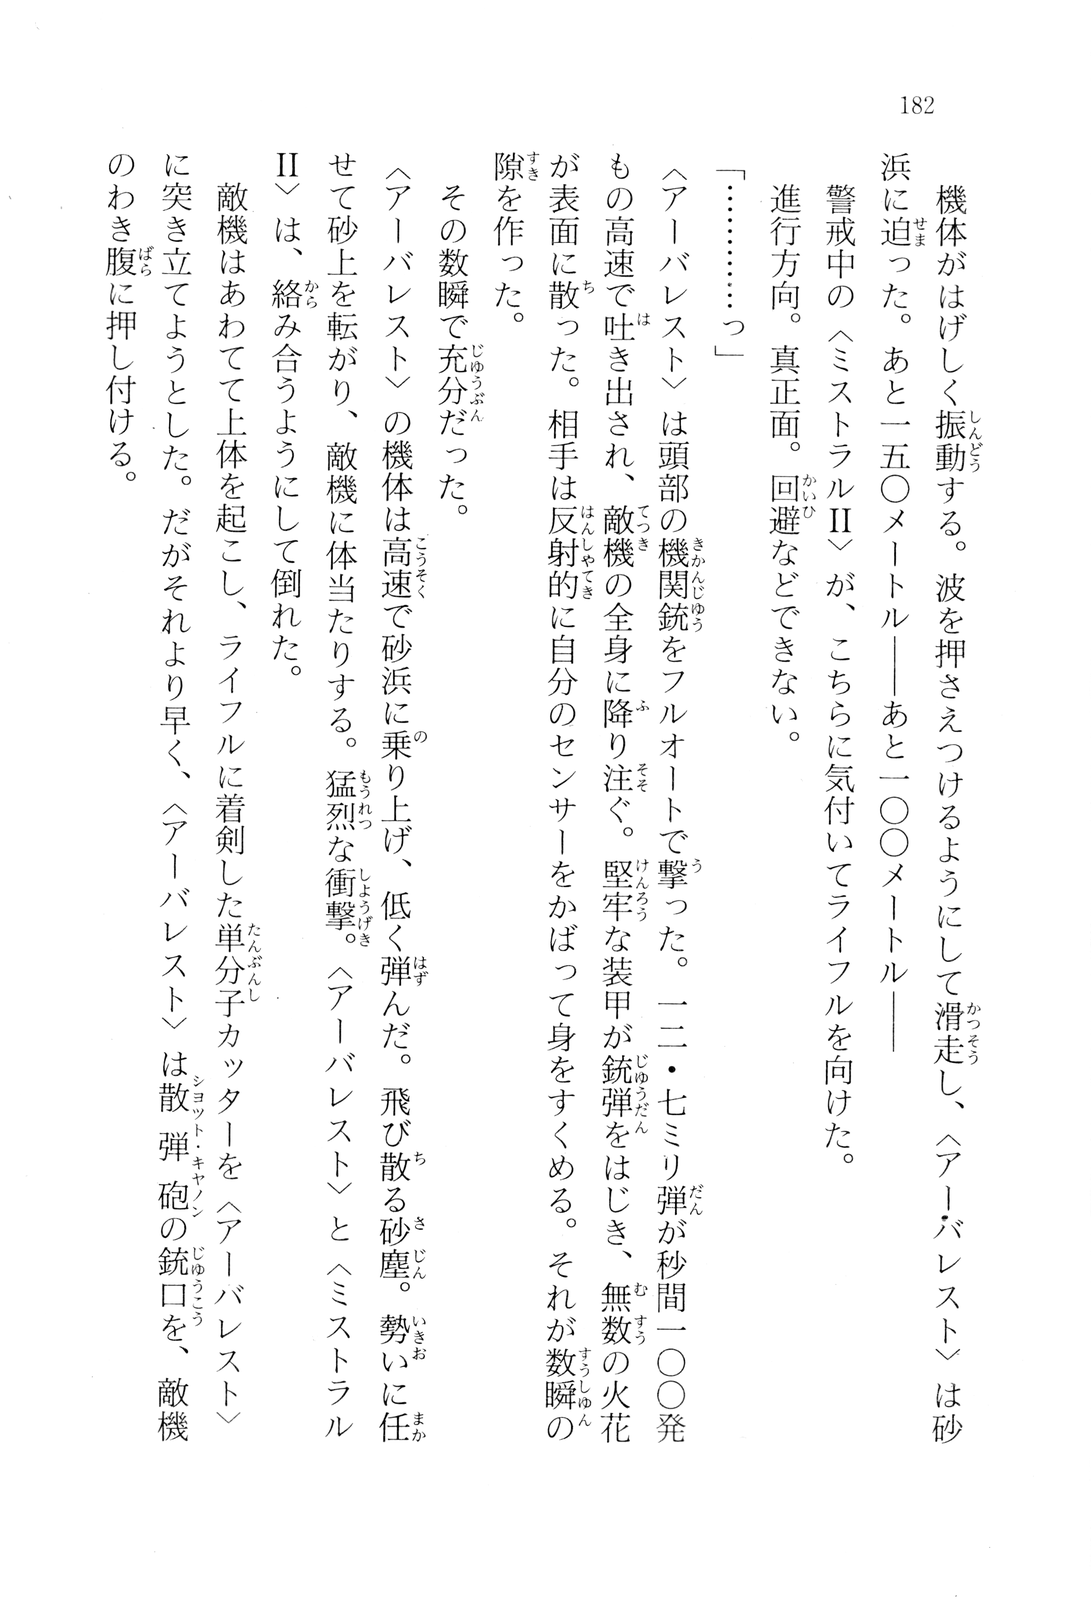 182
機体がはげしく振動する。波を押さえつけるようにして滑走し、〈アーバレスト〉は砂
浜に迫った。あと一五〇メートル――あと一〇〇メートル――
警戒中の〈ミストラルⅡ〉が、こちらに気付いてライフルを向けた。
進行方向。真正面。回避などできない。
「…………っ」
〈アーバレスト〉は頭部の機関銃をフルオートで撃った。一二・七ミリ弾が秒間一〇〇発
もの高速で吐き出され、敵機の全身に降り注ぐ。堅牢な装甲が銃弾をはじき、無数の火花
が表面に散った。相手は反射的に自分のセンサーをかばって身をすくめる。それが数瞬の
隙を作った。
その数瞬で充分だった。
〈アーバレスト〉の機体は高速で砂浜に乗り上げ、低く弾んだ。飛び散る砂塵。勢いに任
せて砂上を転がり、敵機に体当たりする。猛烈な衝撃。〈アーバレスト〉と〈ミストラル
Ⅱ〉は、絡み合うようにして倒れた。
敵機はあわてて上体を起こし、ライフルに着剣した単分子カッターを〈アーバレスト〉
に突き立てようとした。だがそれより早く、〈アーバレスト〉は散弾砲の銃口を、敵機
のわき腹に押し付ける。